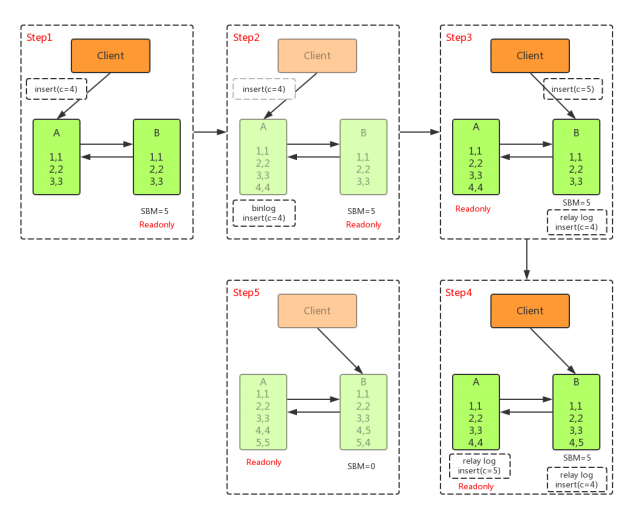 Step1
Client
insert(c=4)
A
1,1
2,2
3,3
B
1,1
2,2
3,3
SBM=5
Readonly
Step2
Client
insert(c=4)
A
1,1
2,2
3,3
4,4
B
1,1
2,2
3,3
binlog
insert(c=4)
SBM=5
Readonly
Step3
Client
insert(c=5)
A
1,1
2,2
3,3
4,4
B
1,1
2,2
3,3
Readonly
SBM=5
relay log
insert(c=4)
Step5
Client
A
1,1
2,2
3,3
4,4
5,5
B
1,1
2,2
3,3
4,5
5,4
Readonly
SBM=0
Step4
Client
A
1,1
2,2
3,3
4,4
B
1,1
2,2
3,3
4,5
relay log
insert(c=5)
Readonly
SBM=5
relay log
insert(c=4)